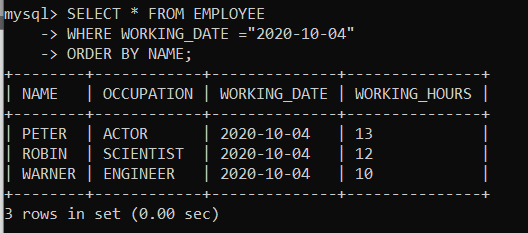 mysql> SELECT * FROM EMPLOYEE
    -> WHERE WORKING_DATE ="2020-10-04"
    -> ORDER BY NAME;
+--------+------------+--------------+---------------+
| NAME   | OCCUPATION | WORKING_DATE | WORKING_HOURS |
+--------+------------+--------------+---------------+
| PETER  | ACTOR      | 2020-10-04   | 13            |
| ROBIN  | SCIENTIST  | 2020-10-04   | 12            |
| WARNER | ENGINEER   | 2020-10-04   | 10            |
+--------+------------+--------------+---------------+
3 rows in set (0.00 sec)